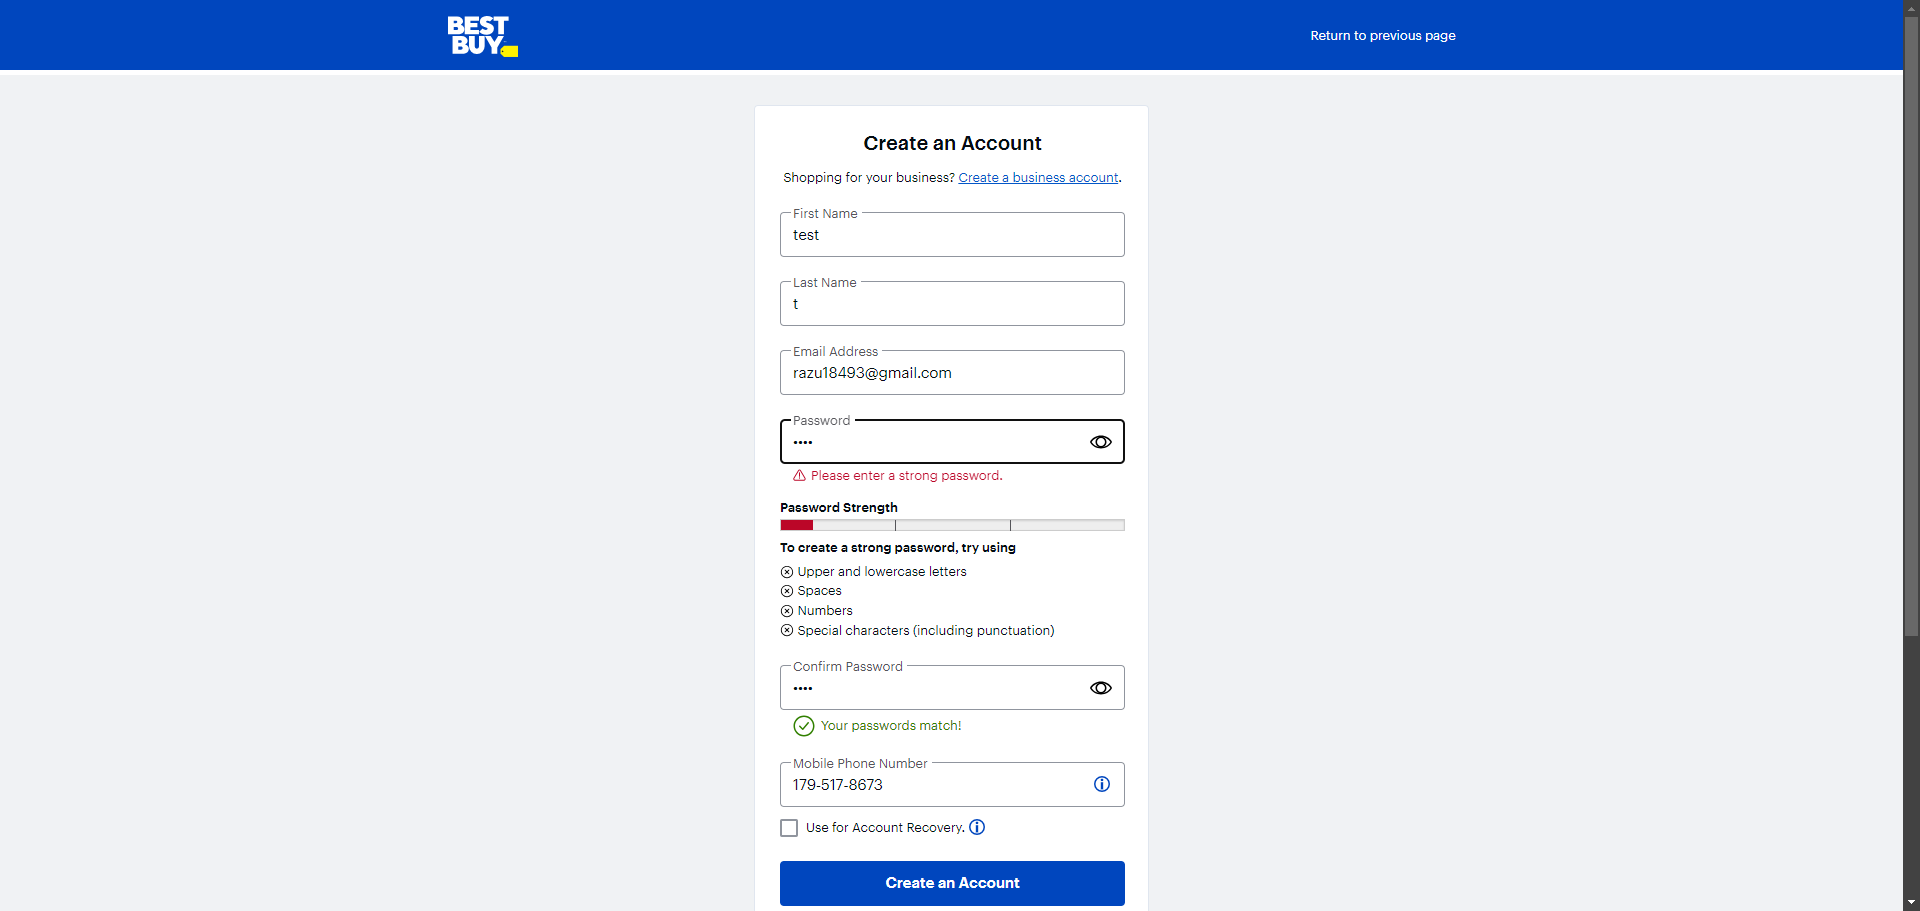 BEST
BUY
Return to previous page
Create an Account
Shopping for your business? Create a business account.
First Name
test
Last Name
t
Email Address
razu18493@gmail.com
Password
••••
Please enter a strong password.
Password Strength
To create a strong password, try using
Upper and lowercase letters
Spaces
Numbers
Special characters (including punctuation)
Confirm Password
••••
Your passwords match!
Mobile Phone Number
179-517-8673
Use for Account Recovery.
Create an Account